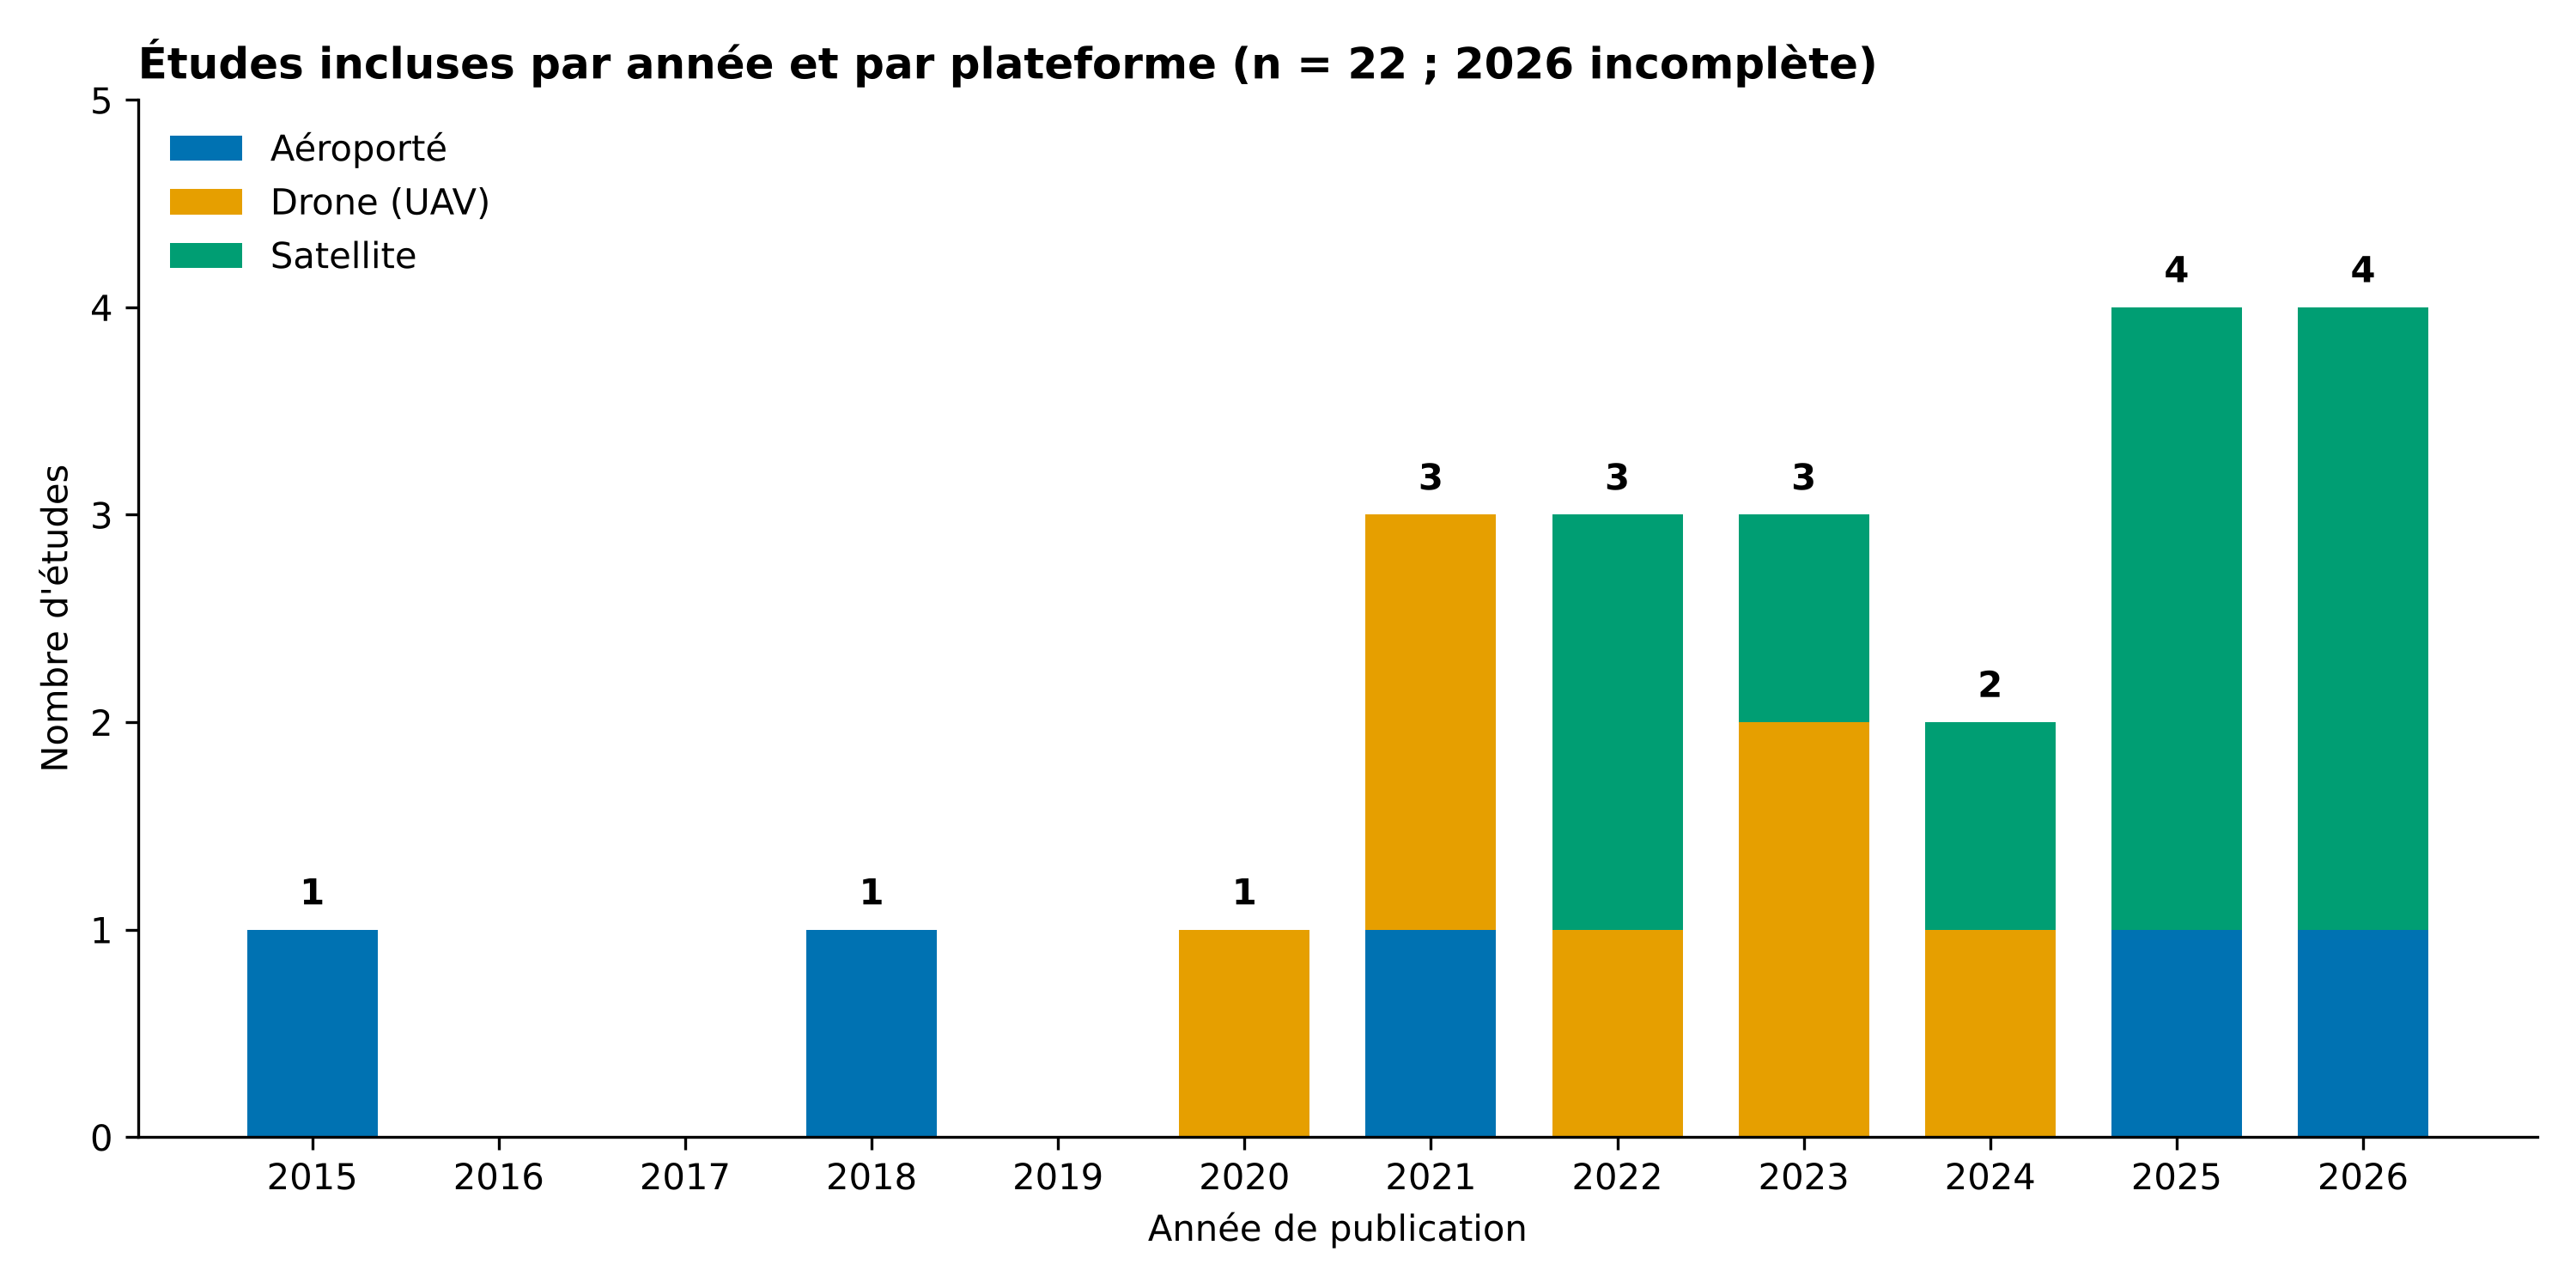 Études incluses par année et par plateforme (n = 22 ; 2026 incomplète)
5
4
3
2
1
0
Nombre d'études
Aéroporté
Drone (UAV)
Satellite
1
1
1
3
3
3
2
4
4
2015 2016 2017 2018 2019 2020 2021 2022 2023 2024 2025 2026
Année de publication